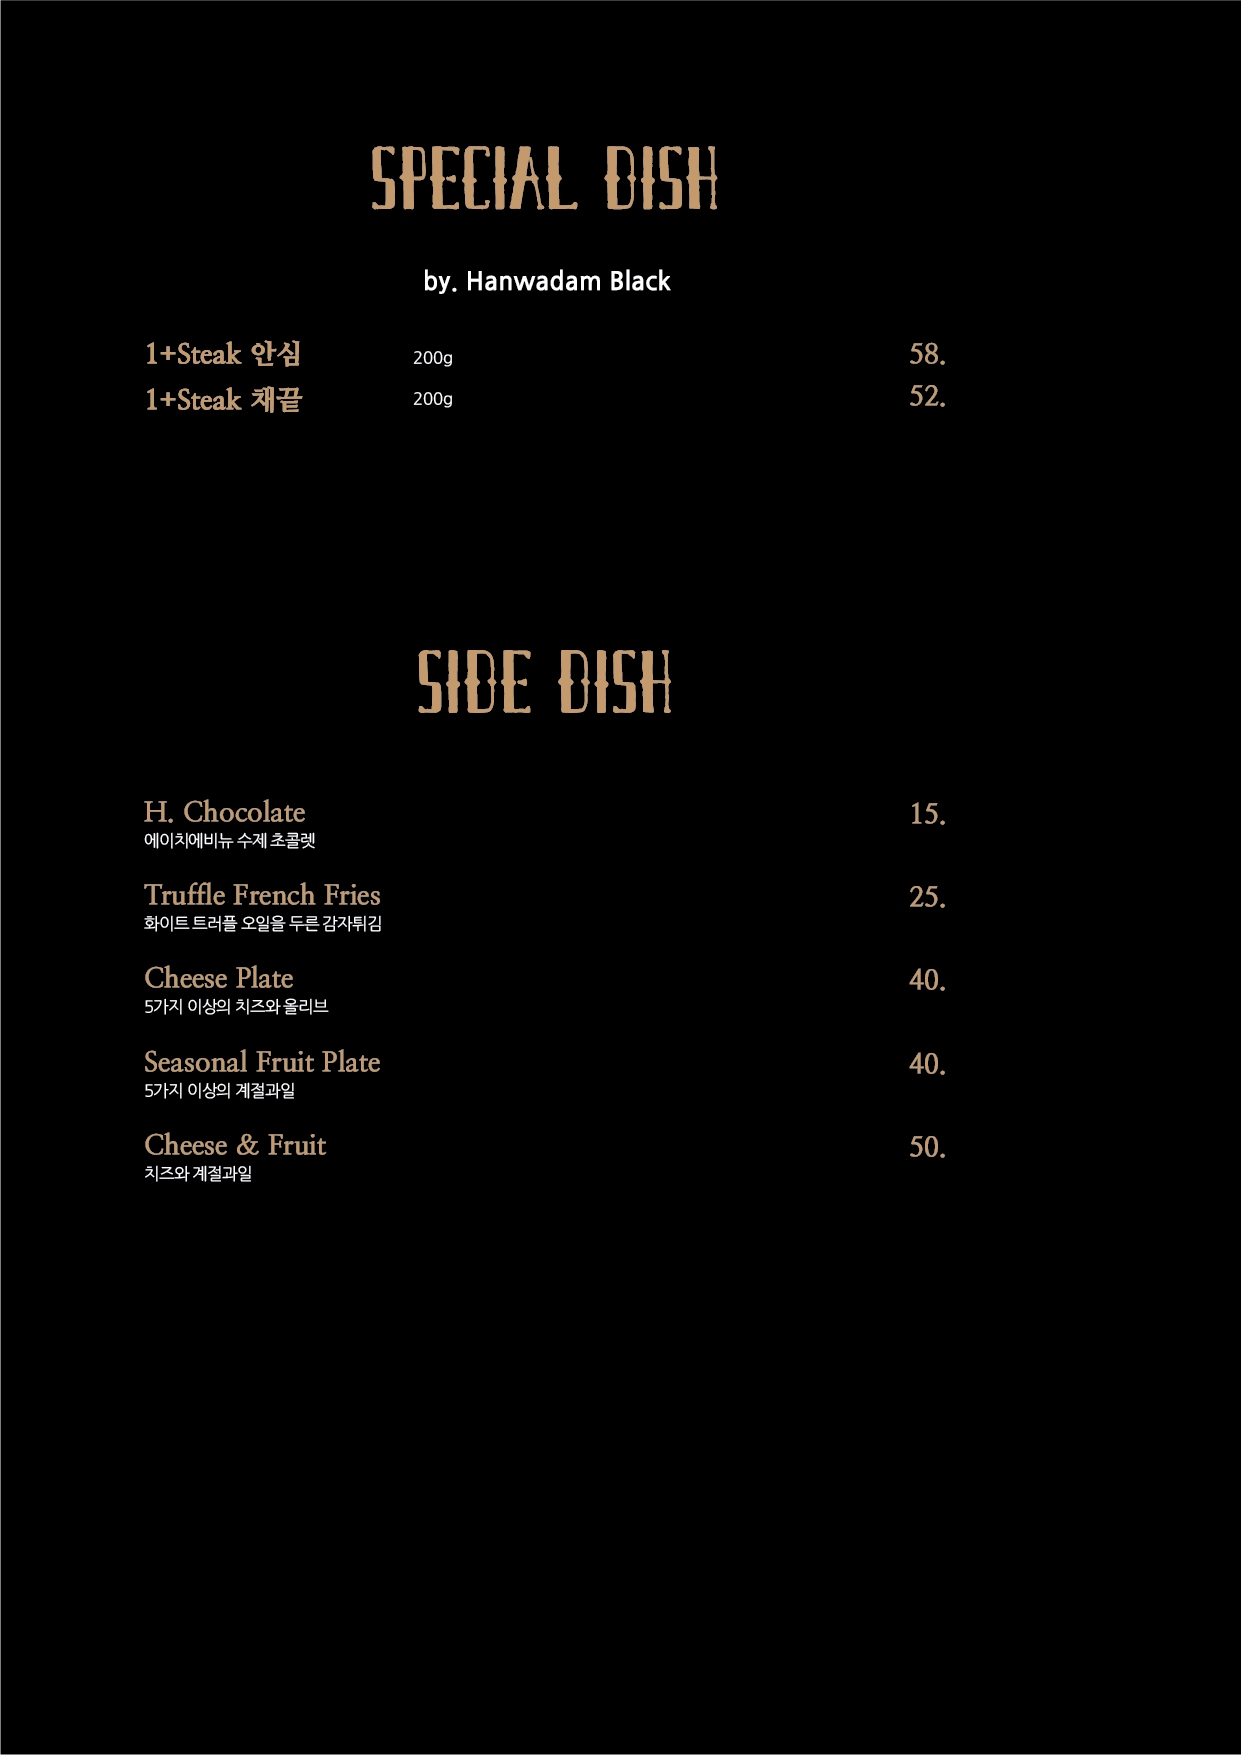 SPECIAL DISH
by. Hanwadam Black
1+Steak 안심 200g 58.
1+Steak 채끝 200g 52.
SIDE DISH
H. Chocolate 15.
에이치에비뉴 수제 초콜렛
Truffle French Fries 25.
화이트 트러플 오일을 두른 감자튀김
Cheese Plate 40.
5가지 이상의 치즈와 올리브
Seasonal Fruit Plate 40.
5가지 이상의 계절과일
Cheese & Fruit 50.
치즈와 계절과일